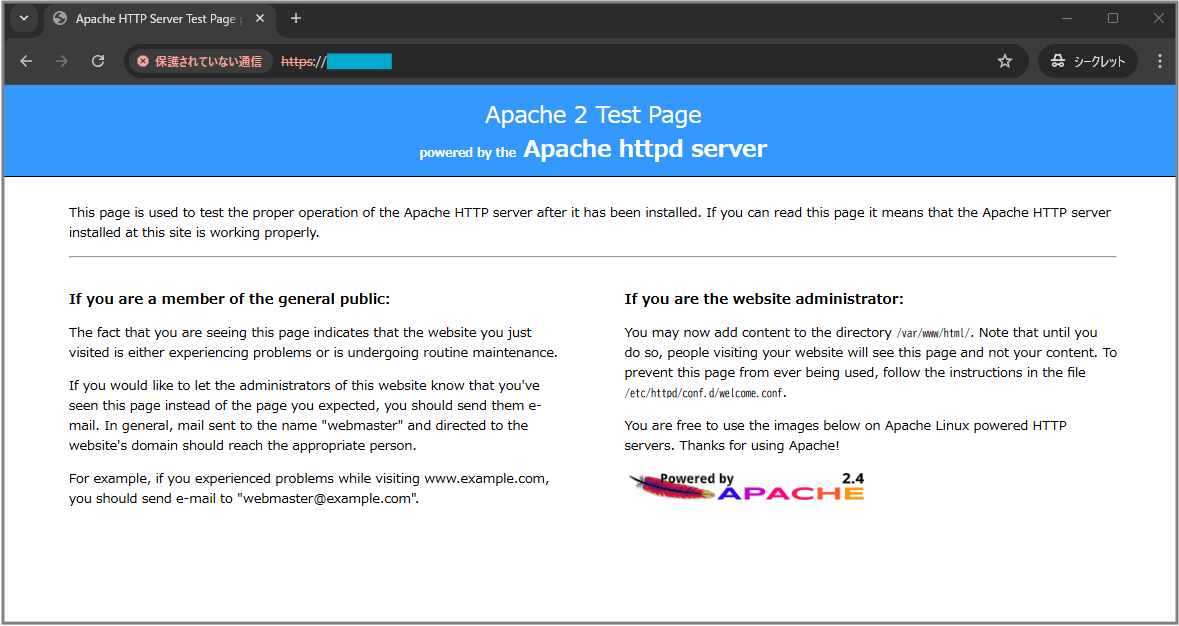 Apache HTTP Server Test Page
保護されていない通信
https://
シークレット
Apache 2 Test Page
powered by the Apache httpd server
This page is used to test the proper operation of the Apache HTTP server after it has been installed. If you can read this page it means that the Apache HTTP server
installed at this site is working properly.
If you are a member of the general public:
The fact that you are seeing this page indicates that the website you just
visited is either experiencing problems or is undergoing routine maintenance.
If you would like to let the administrators of this website know that you've
seen this page instead of the page you expected, you should send them e-
mail. In general, mail sent to the name "webmaster" and directed to the
website's domain should reach the appropriate person.
For example, if you experienced problems while visiting www.example.com,
you should send e-mail to "webmaster@example.com".
If you are the website administrator:
You may now add content to the directory /var/www/html/. Note that until you
do so, people visiting your website will see this page and not your content. To
prevent this page from ever being used, follow the instructions in the file
/etc/httpd/conf.d/welcome.conf.
You are free to use the images below on Apache Linux powered HTTP
servers. Thanks for using Apache!
Powered by 2.4
APACHE